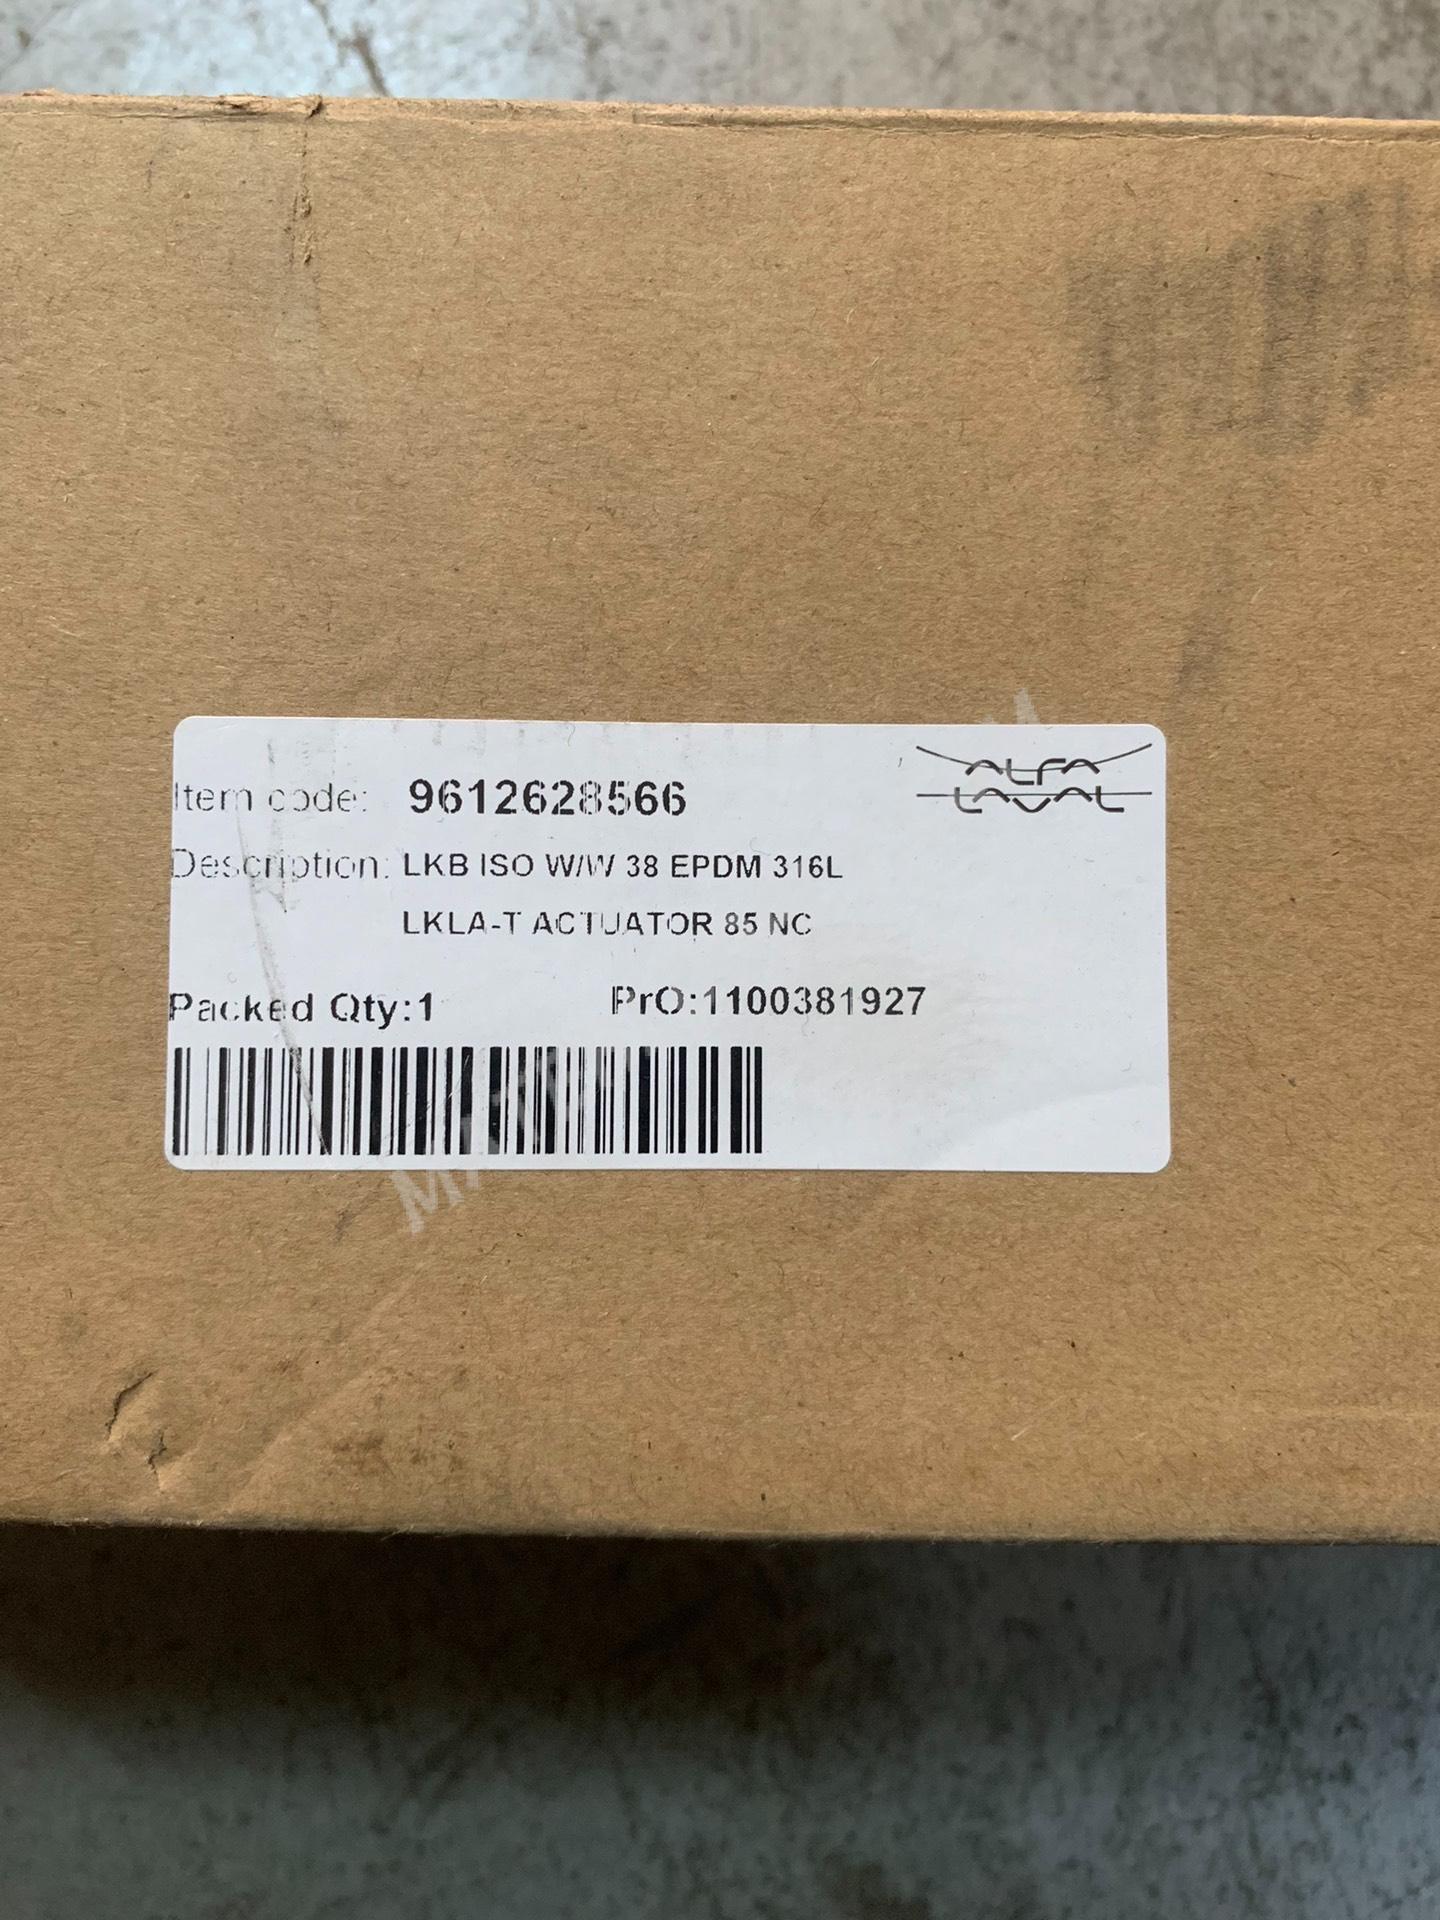 ALFA
LAVAL
Item code: 9612628566
Description: LKB ISO W/W 38 EPDM 316L
LKLA-T ACTUATOR 85 NC
Packed Qty:1 PrO:1100381927